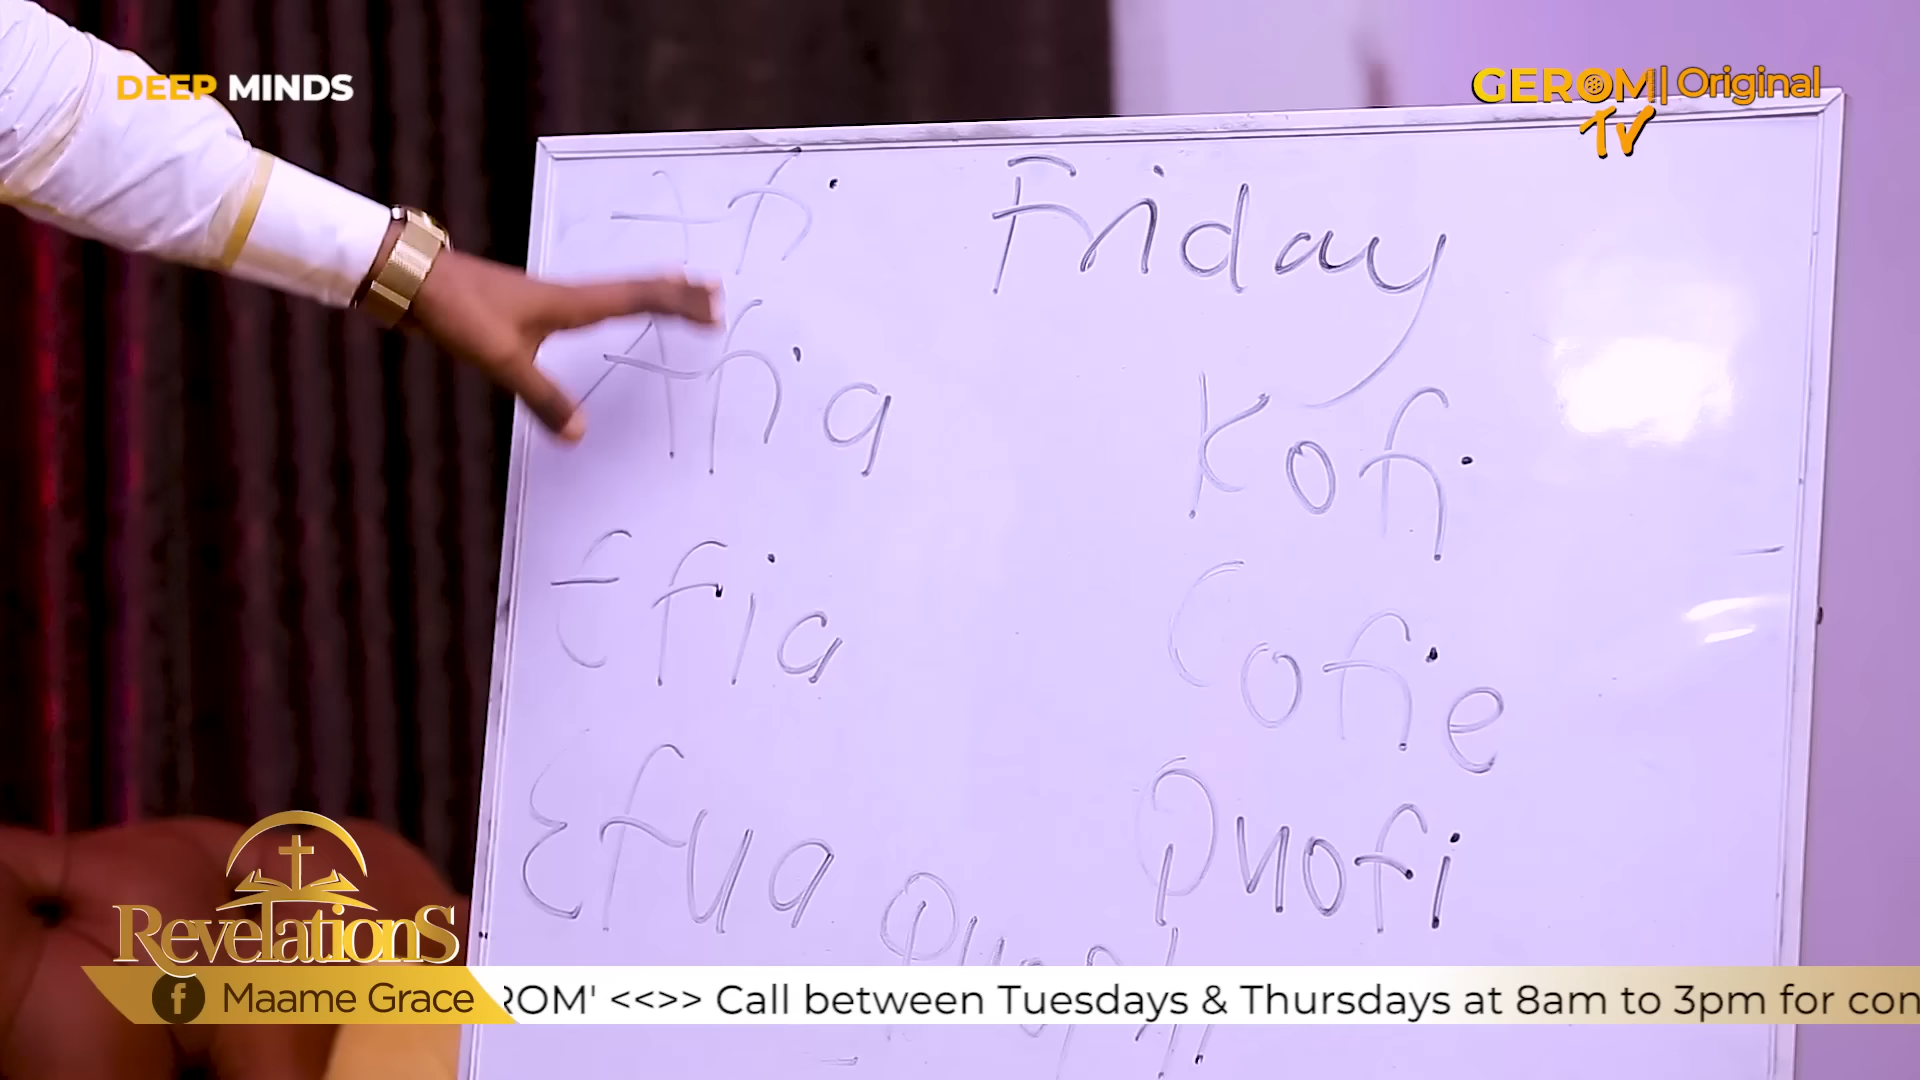 DEEP MINDS
GEROM TV | Original
Afi Friday
Afia
Kofi
Efia
Cofie
Efua
Quofi
RevelationS
Maame Grace
ROM' <<>> Call between Tuesdays & Thursdays at 8am to 3pm for con